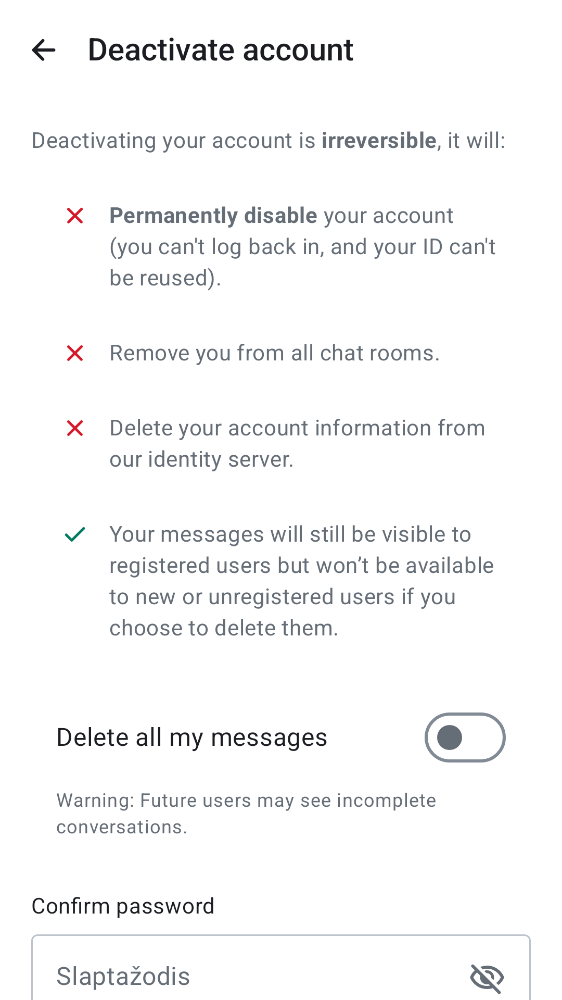 Deactivate account
Deactivating your account is irreversible, it will:
Permanently disable your account
(you can't log back in, and your ID can't
be reused).
Remove you from all chat rooms.
Delete your account information from
our identity server.
Your messages will still be visible to
registered users but won’t be available
to new or unregistered users if you
choose to delete them.
Delete all my messages
Warning: Future users may see incomplete
conversations.
Confirm password
Slaptažodis